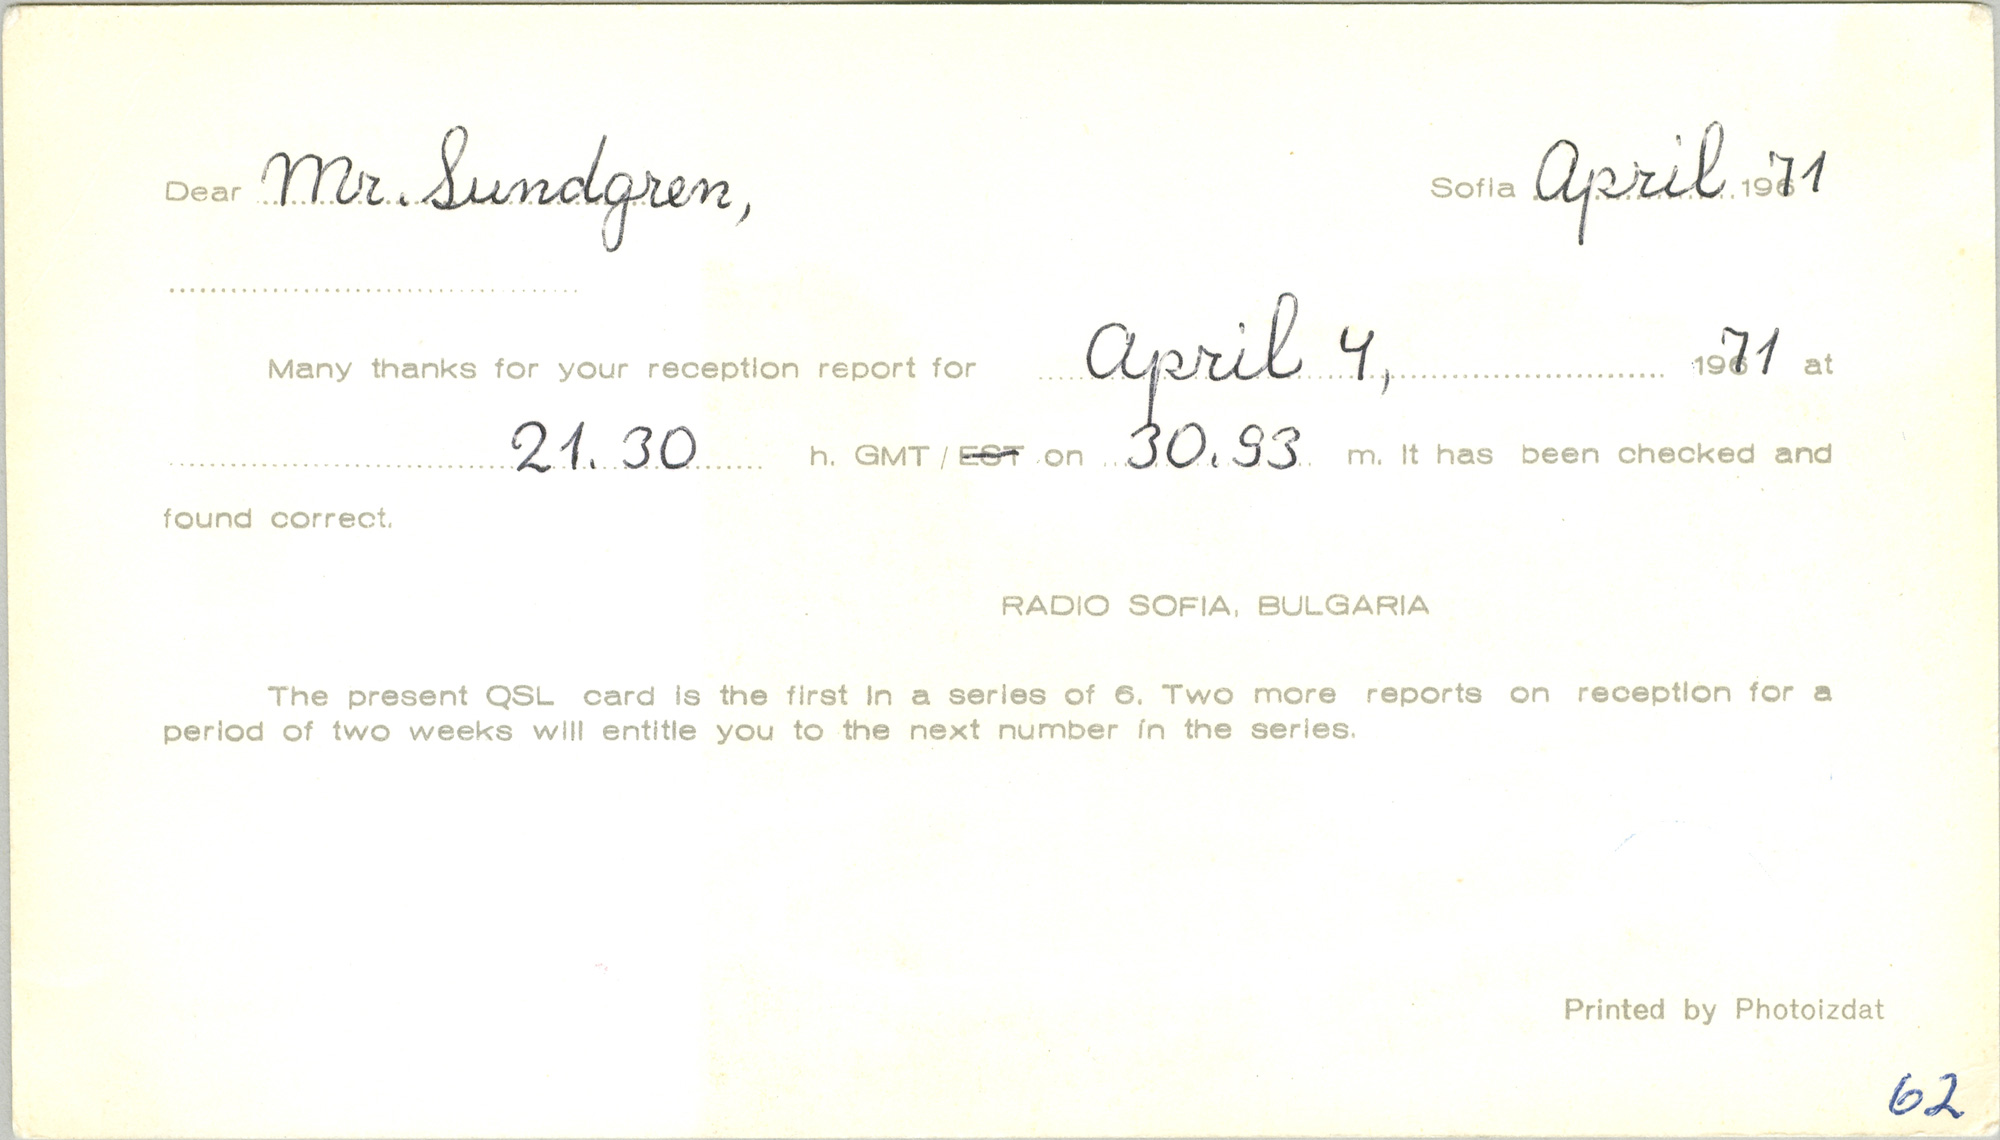 Dear Mr. Sundgren, Sofia April 1971
Many thanks for your reception report for April 4, 1971 at
21.30 h. GMT / EST on 30.93 m. It has been checked and
found correct.
RADIO SOFIA, BULGARIA
The present QSL card is the first in a series of 6. Two more reports on reception for a
period of two weeks will entitle you to the next number in the series.
Printed by Photoizdat
62